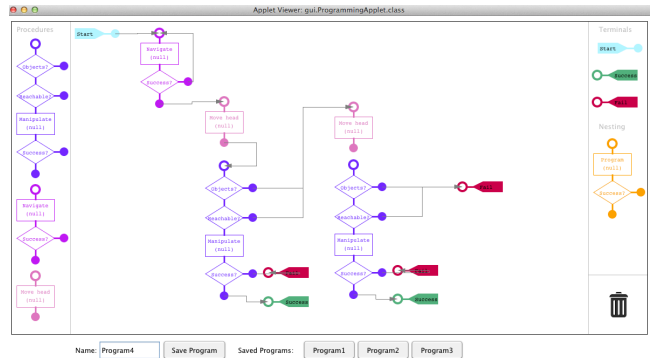 Applet Viewer: gui.ProgrammingApplet.class
Procedures
Objects?
Reachable?
Manipulate
(null)
Success?
Navigate
(null)
Success?
Move head
(null)
Start
Navigate
(null)
Success?
Move head
(null)
Objects?
Reachable?
Manipulate
(null)
Success?
Success
Move head
(null)
Objects?
Reachable?
Manipulate
(null)
Success?
Fail
Success
Terminals
Start
Success
Fail
Nesting
Program
(null)
Success?
Name: Program4 Save Program Saved Programs: Program1 Program2 Program3